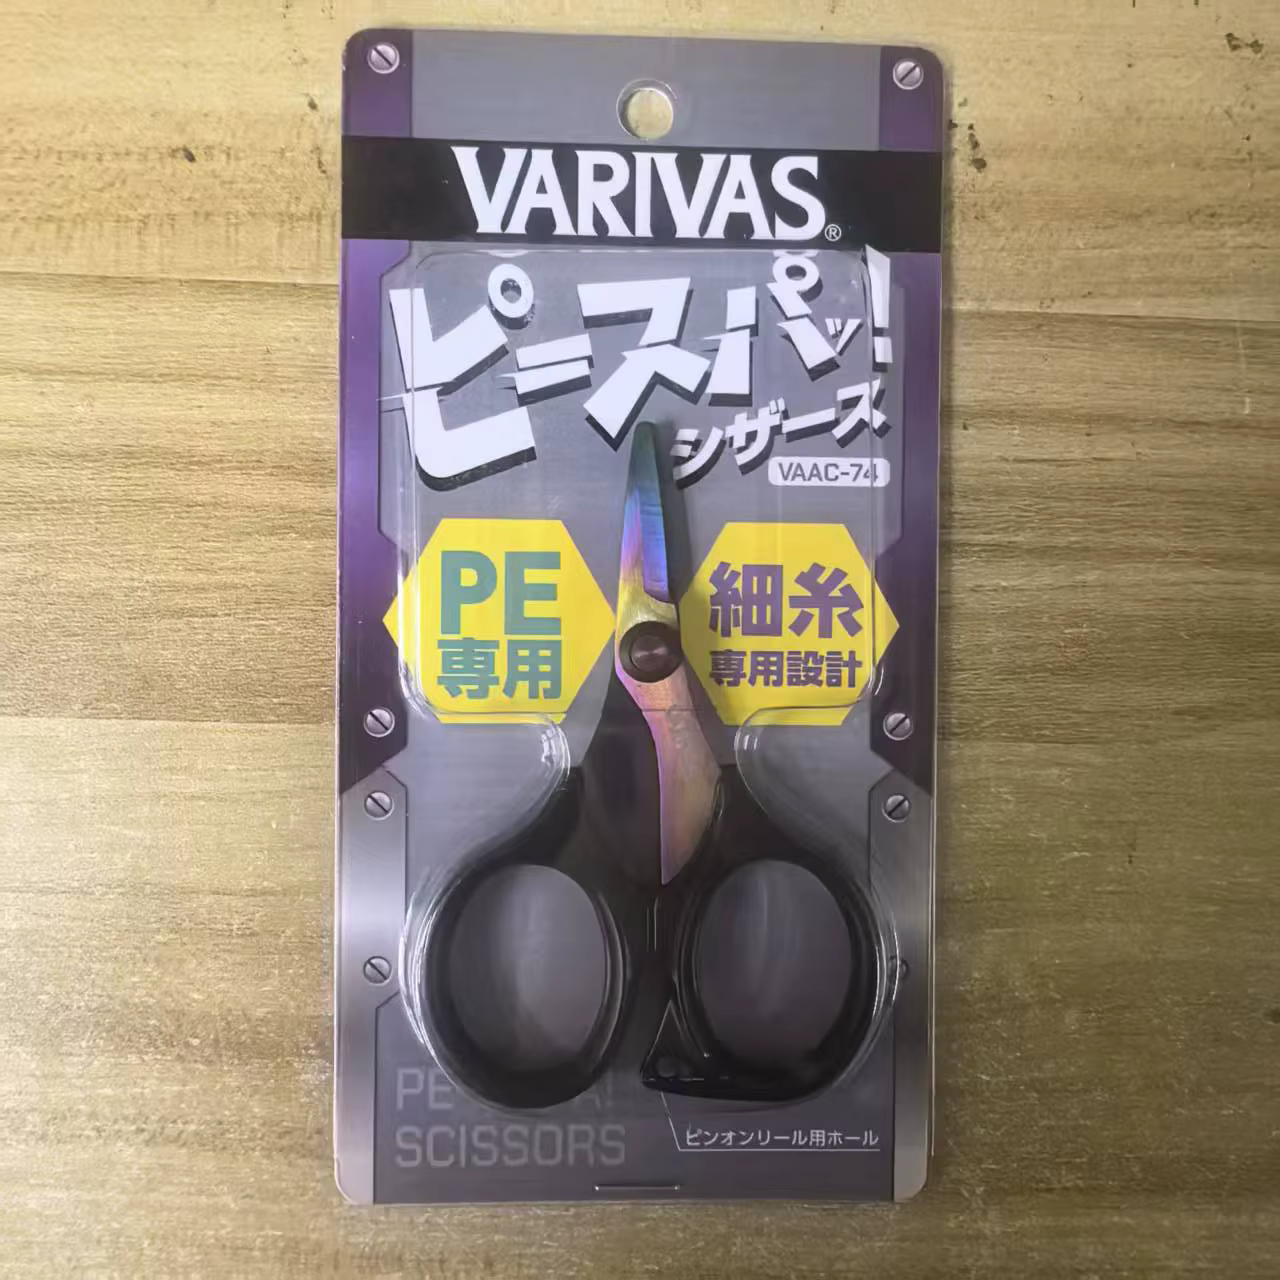 VARIVAS®
ピースパッ!
シザース
VAAC-74
PE
専用
細糸
専用設計
PE
SCISSORS
ピンオンリール用ホール